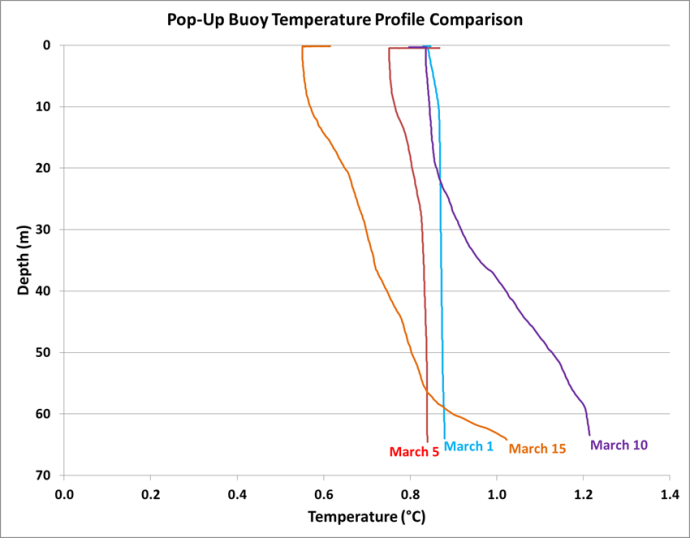 Pop-Up Buoy Temperature Profile Comparison
0
10
20
30
40
50
60
70
Depth (m)
March 5
March 1
March 15
March 10
0.0
0.2
0.4
0.6
0.8
1.0
1.2
1.4
Temperature (°C)